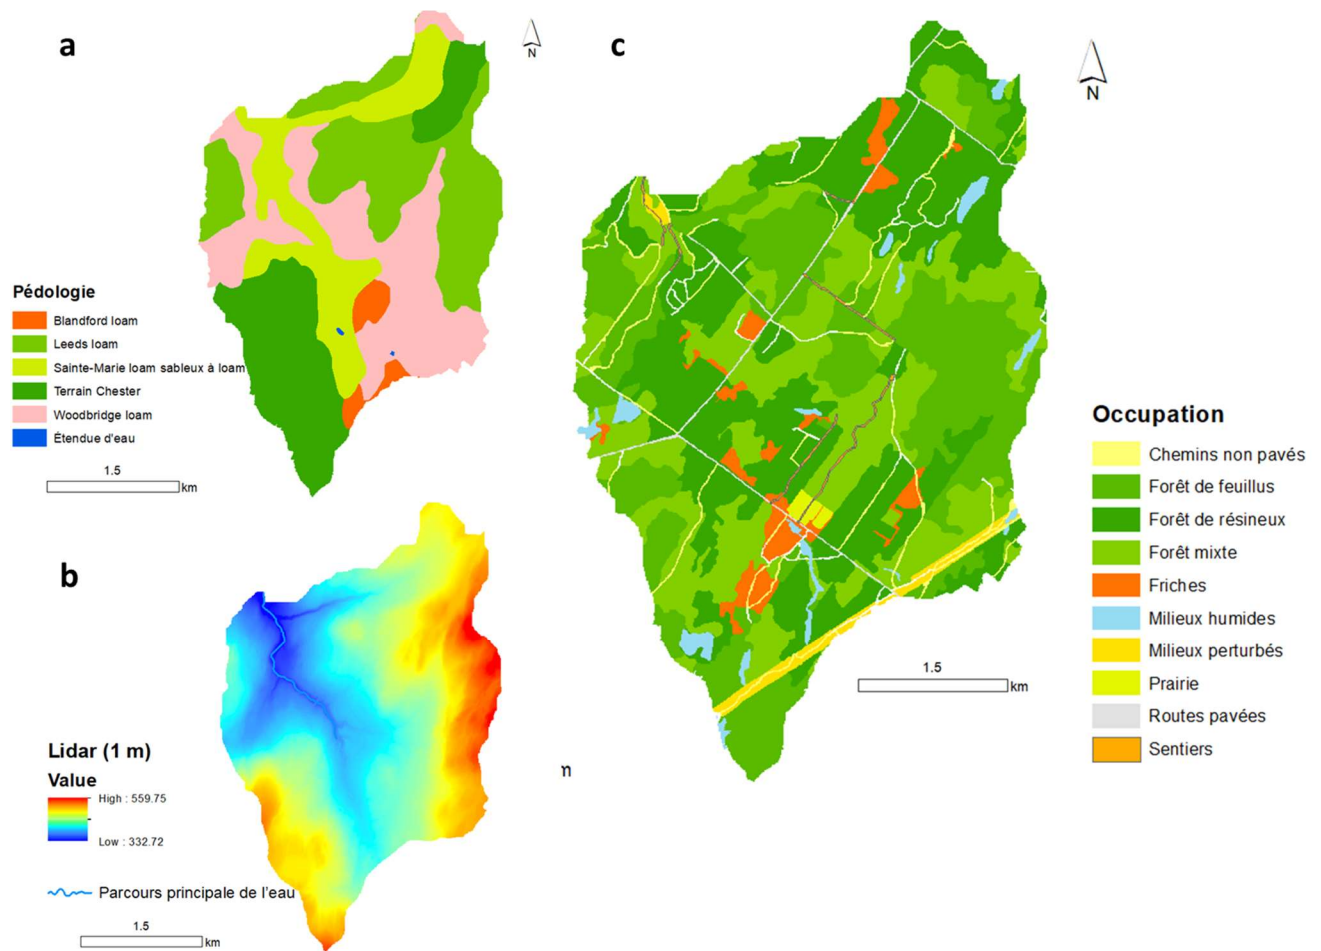 a
N
Pédologie
Blandford loam
Leeds loam
Sainte-Marie loam sableux à loam
Terrain Chester
Woodbridge loam
Étendue d'eau
1.5
km
b
Lidar (1 m)
Value
High : 559.75
Low : 332.72
Parcours principale de l'eau
1.5
km
c
N
1.5
km
n
Occupation
Chemins non pavés
Forêt de feuillus
Forêt de résineux
Forêt mixte
Friches
Milieux humides
Milieux perturbés
Prairie
Routes pavées
Sentiers